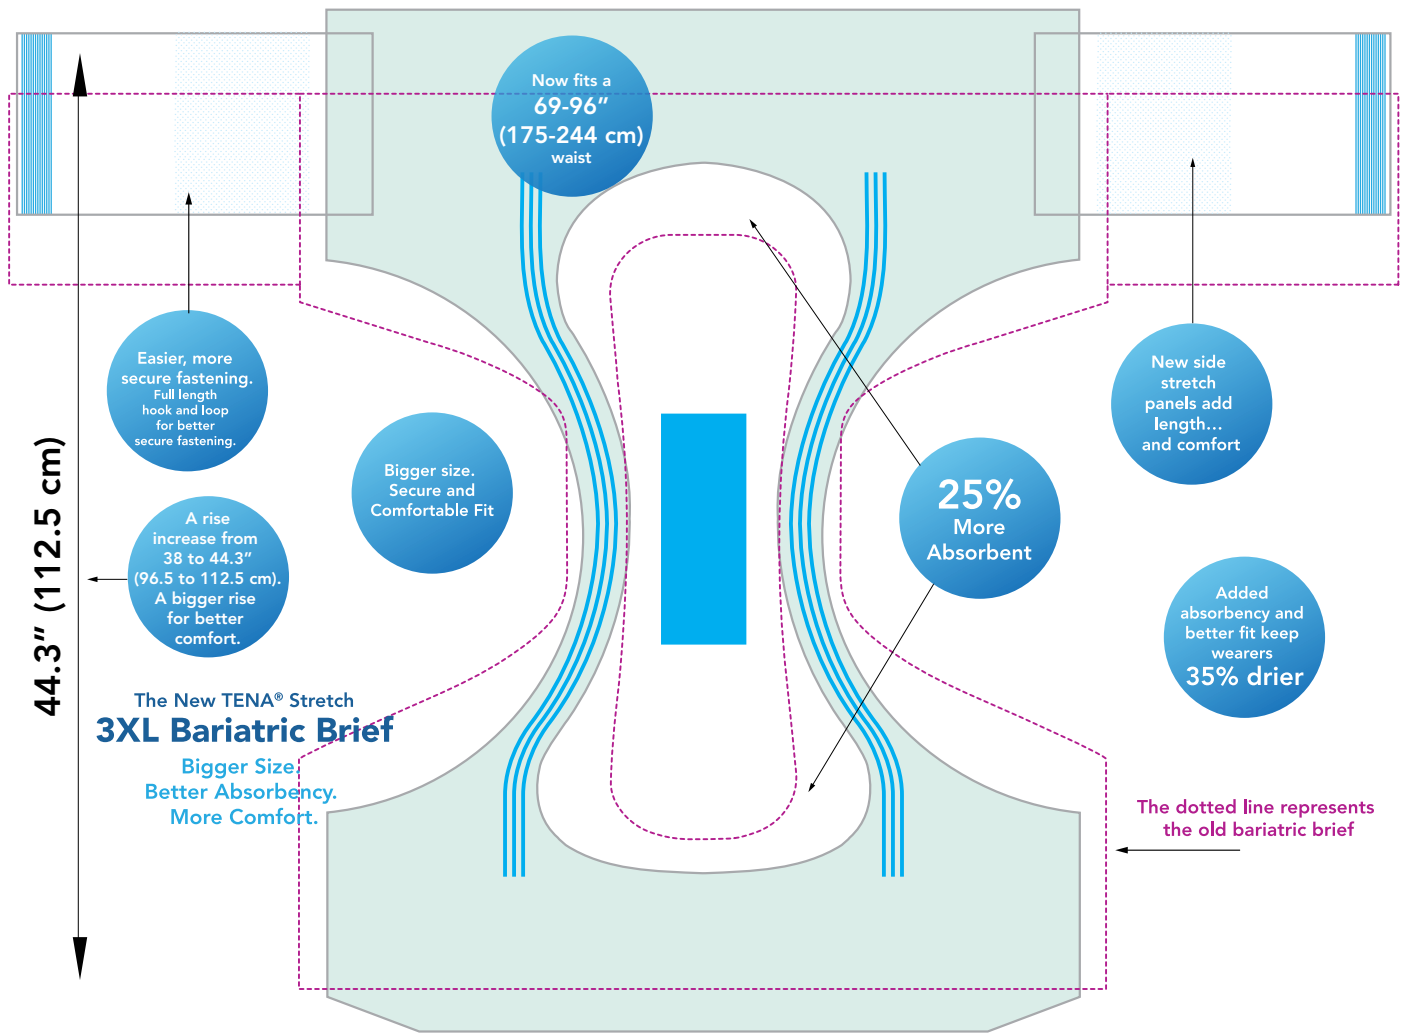 Now fits a
69-96”
(175-244 cm)
waist
Easier, more
secure fastening.
Full length
hook and loop
for better
secure fastening.
New side
stretch
panels add
length…
and comfort
Bigger size.
Secure and
Comfortable Fit
25%
More
Absorbent
44.3” (112.5 cm)
A rise
increase from
38 to 44.3”
(96.5 to 112.5 cm).
A bigger rise
for better
comfort.
Added
absorbency and
better fit keep
wearers
35% drier
The New TENA® Stretch
3XL Bariatric Brief
Bigger Size.
Better Absorbency.
More Comfort.
The dotted line represents
the old bariatric brief